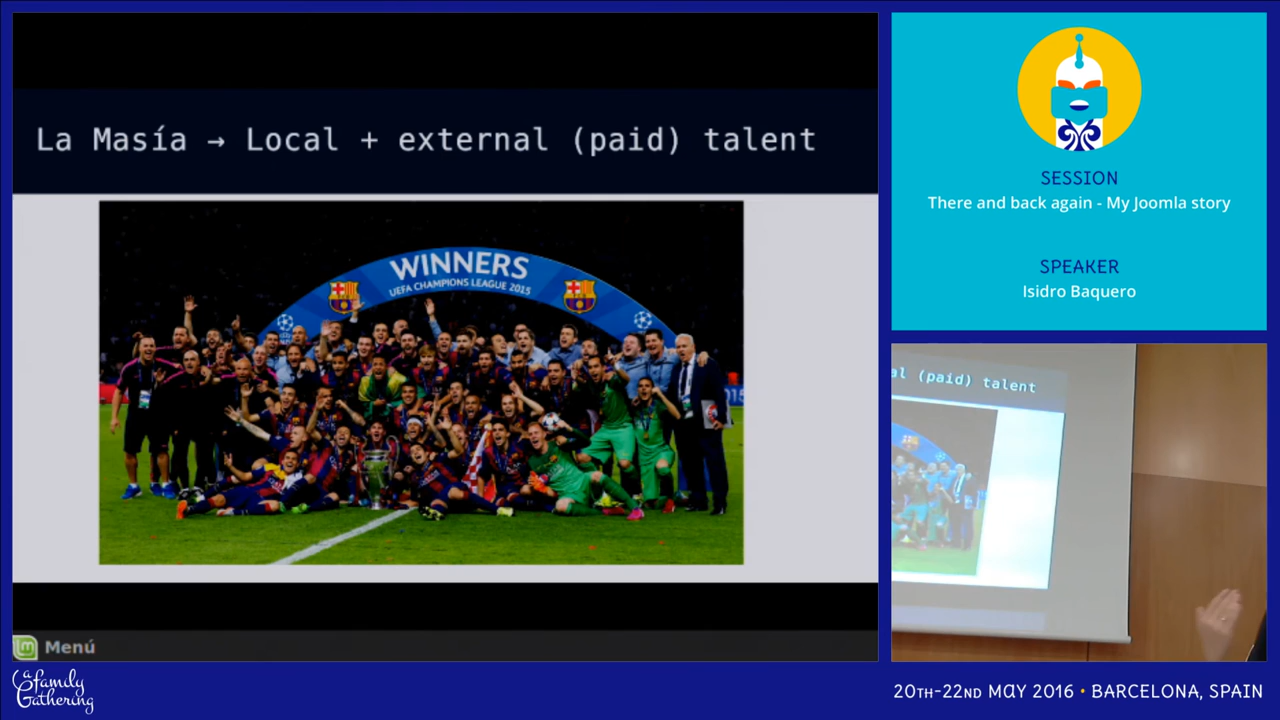 La Masía → Local + external (paid) talent
WINNERS
UEFA CHAMPIONS LEAGUE 2015
Menú
SESSION
There and back again - My Joomla story
SPEAKER
Isidro Baquero
al (paid) talent
a family
Gathering
20TH-22ND MAY 2016 • BARCELONA, SPAIN